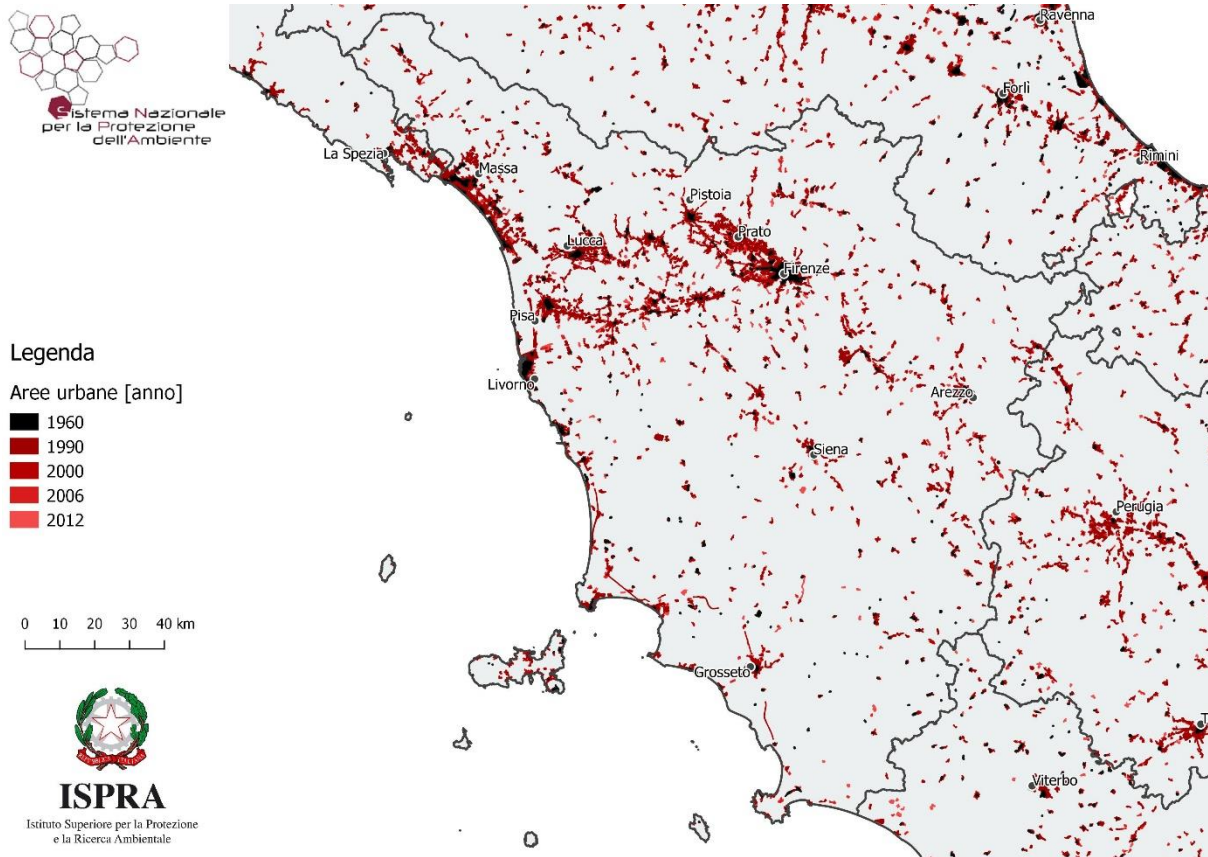 Sistema Nazionale
per la Protezione
dell'Ambiente
Ravenna
Forlì
Rimini
La Spezia
Massa
Pistoia
Prato
Lucca
Firenze
Pisa
Livorno
Arezzo
Siena
Perugia
Grosseto
Viterbo
T
Legenda
Aree urbane [anno]
1960
1990
2000
2006
2012
0 10 20 30 40 km
ISPRA
Istituto Superiore per la Protezione
e la Ricerca Ambientale